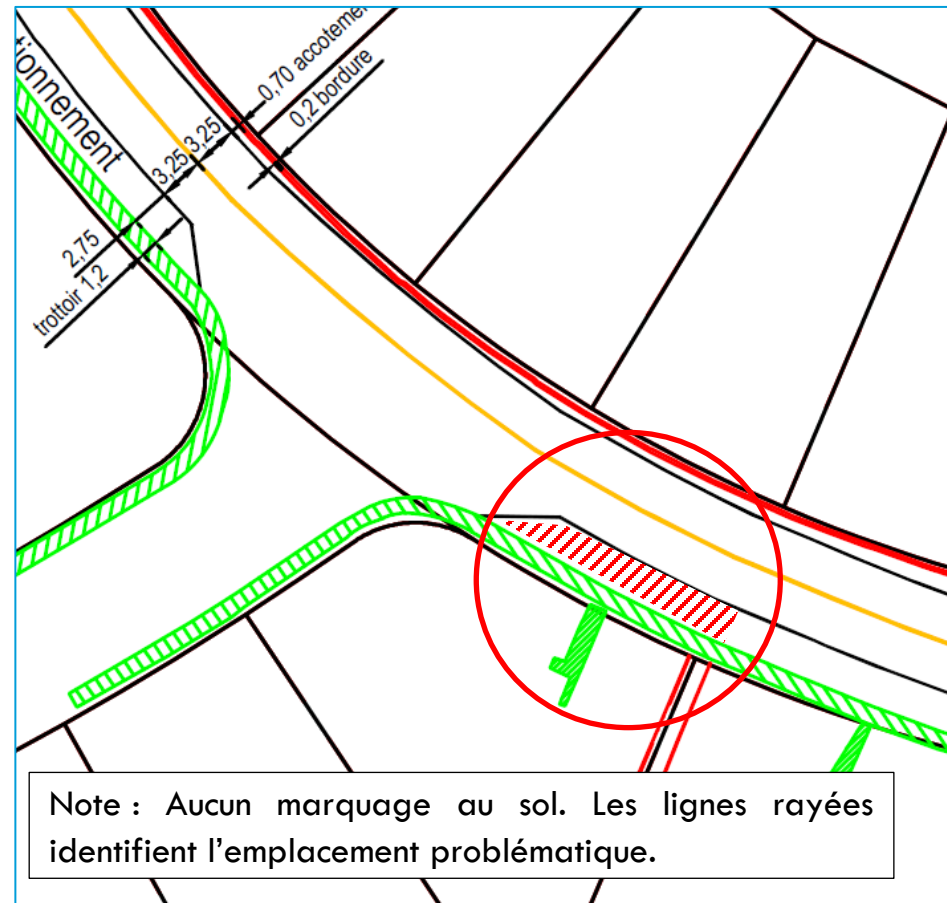 tionnement
3,25
3,25
0,70 accoteme
0,2 bordure
2,75
trottoir 1,2
Note : Aucun marquage au sol. Les lignes rayées
identifient l'emplacement problématique.